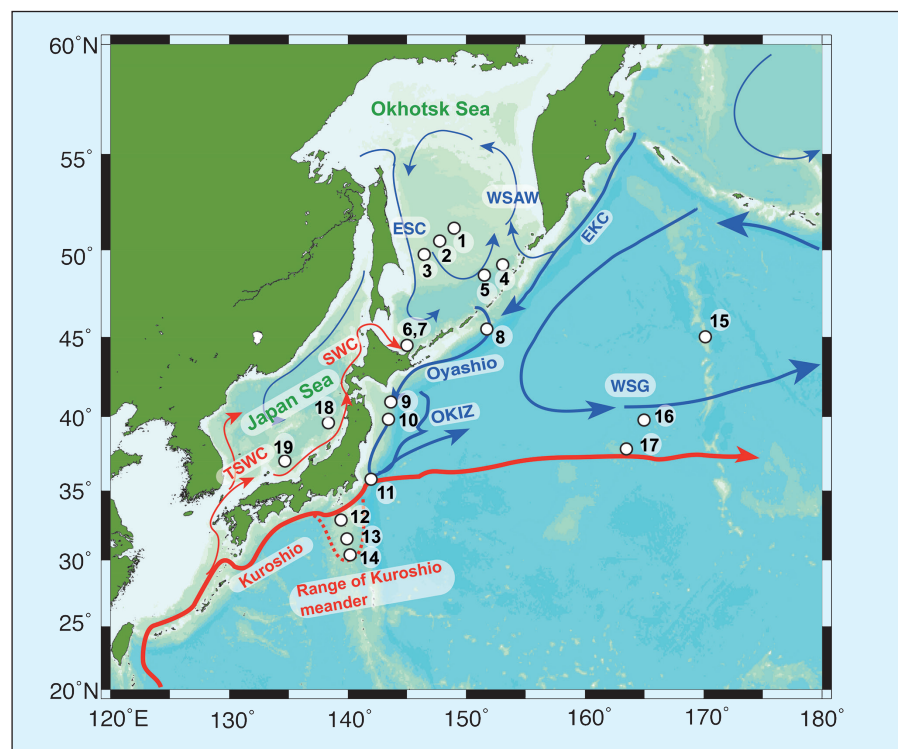 60°N
Okhotsk Sea
55°
WSAW
ESC
EKC
1
2
3
50°
4
5
15
6,7
8
45°
SWC
Oyashio
WSG
Japan Sea
9
40°
18
10
OKIZ
16
19
17
TSWC
35°
11
12
13
Kuroshio
14
30°
Range of Kuroshio
meander
25°
20°N
120°E
130°
140°
150°
160°
170°
180°